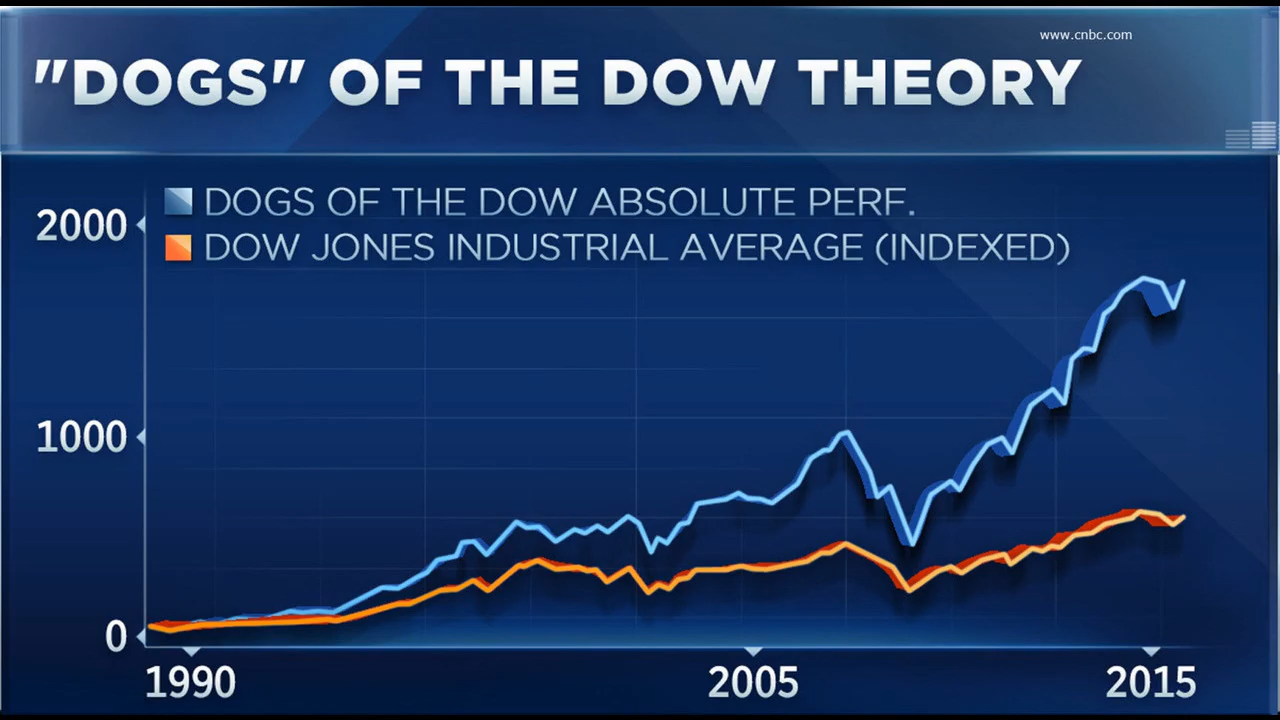 www.cnbc.com
"DOGS" OF THE DOW THEORY
DOGS OF THE DOW ABSOLUTE PERF.
DOW JONES INDUSTRIAL AVERAGE (INDEXED)
2000
1000
0
1990 2005 2015